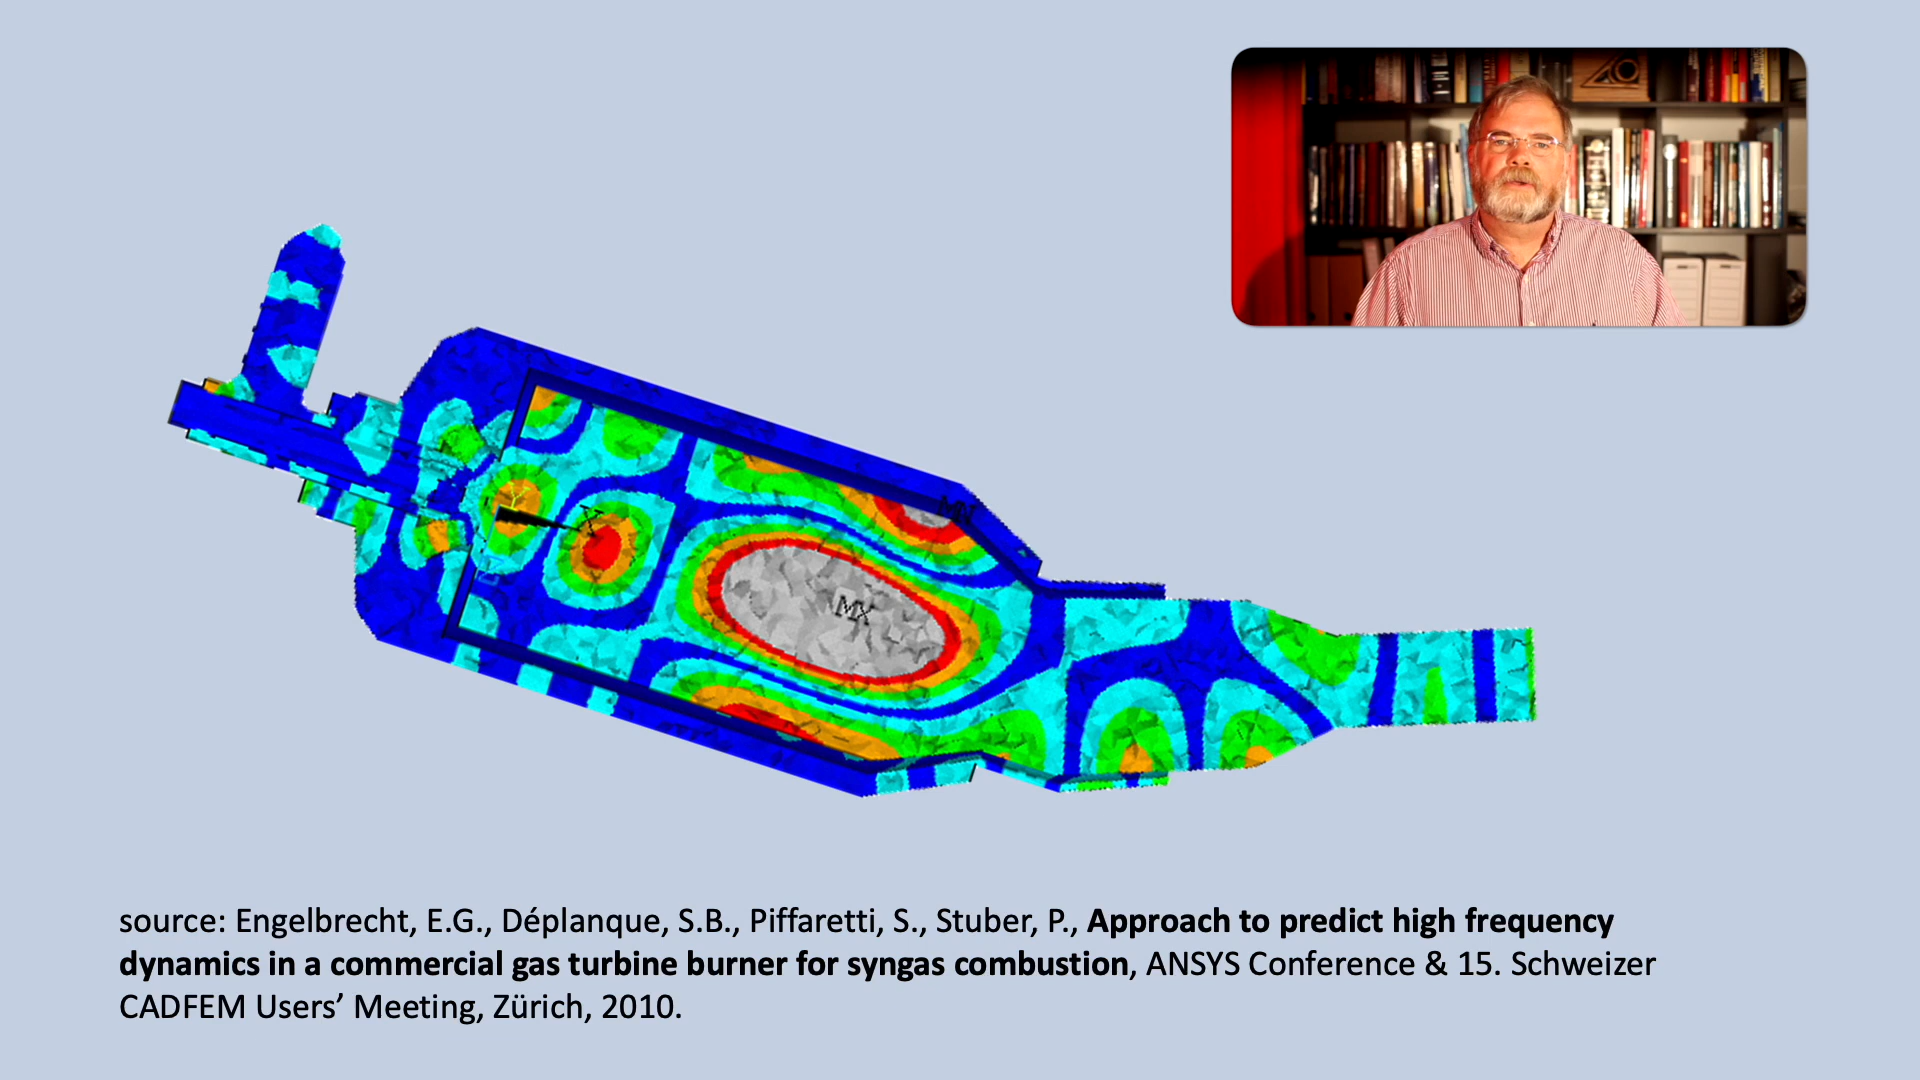 MN
Y
X
MX
source: Engelbrecht, E.G., Déplanque, S.B., Piffaretti, S., Stuber, P., Approach to predict high frequency
dynamics in a commercial gas turbine burner for syngas combustion, ANSYS Conference & 15. Schweizer
CADFEM Users’ Meeting, Zürich, 2010.